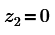 z₂ = 0